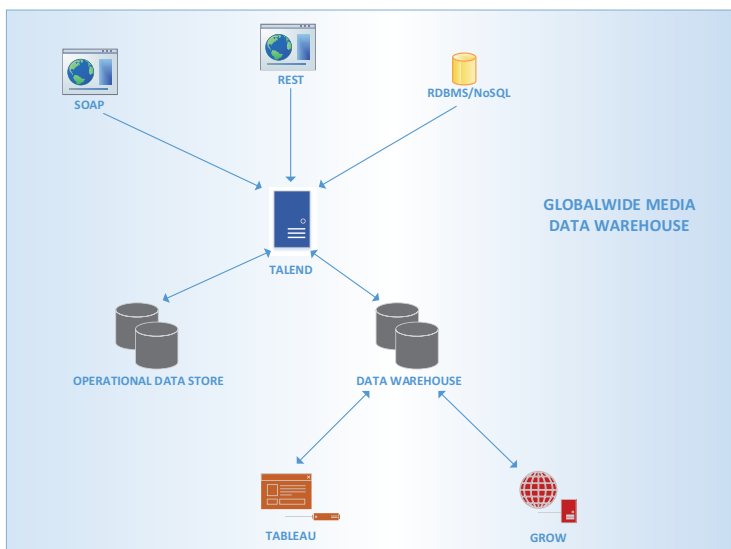 SOAP
REST
RDBMS/NoSQL
GLOBALWIDE MEDIA
DATA WAREHOUSE
TALEND
OPERATIONAL DATA STORE
DATA WAREHOUSE
TABLEAU
GROW